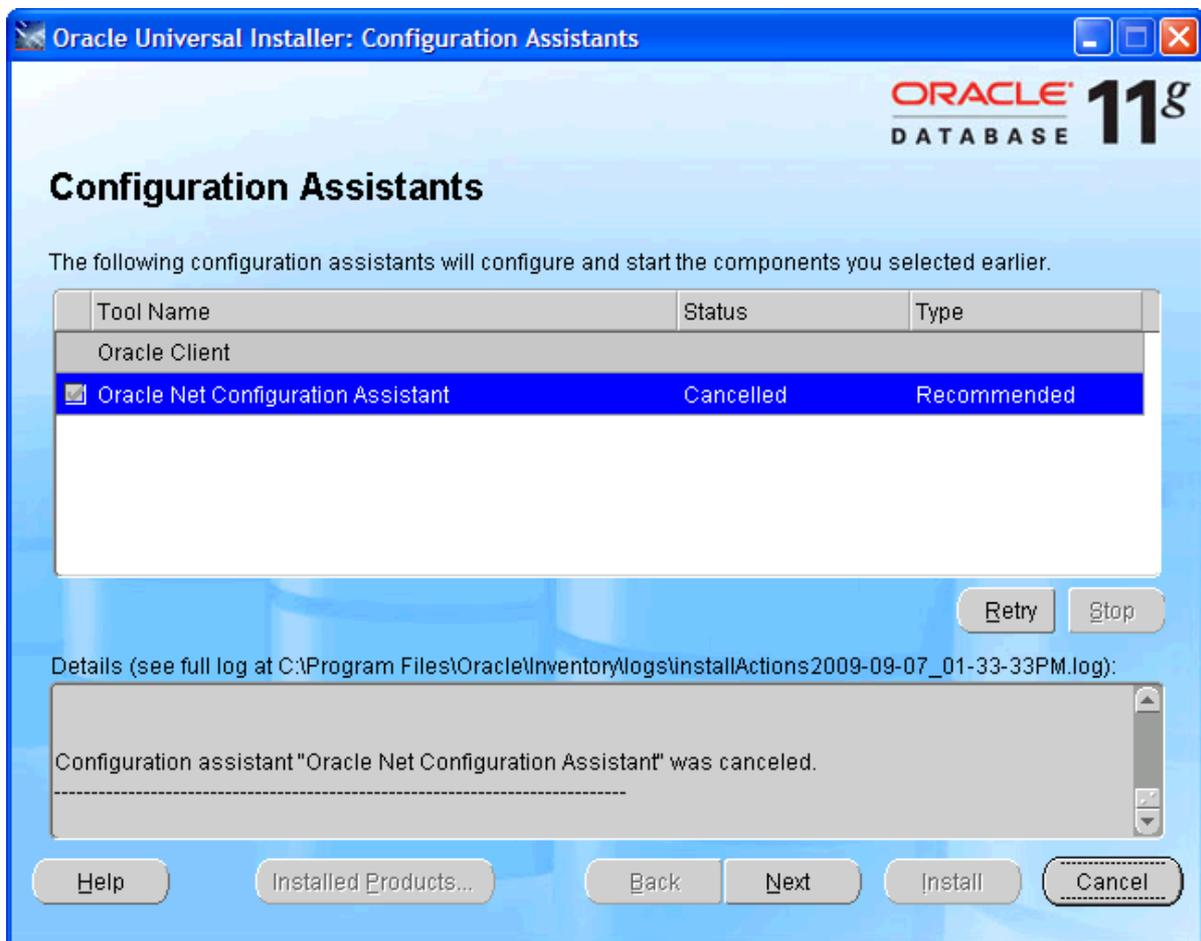 Oracle Universal Installer: Configuration Assistants
ORACLE 11g
DATABASE
Configuration Assistants
The following configuration assistants will configure and start the components you selected earlier.
Tool Name Status Type
Oracle Client
Oracle Net Configuration Assistant Cancelled Recommended
Retry Stop
Details (see full log at C:\Program Files\Oracle\Inventory\logs\installActions2009-09-07_01-33-33PM.log):
Configuration assistant "Oracle Net Configuration Assistant" was canceled.
-----------------------------------------------------------------------------
Help Installed Products... Back Next Install Cancel